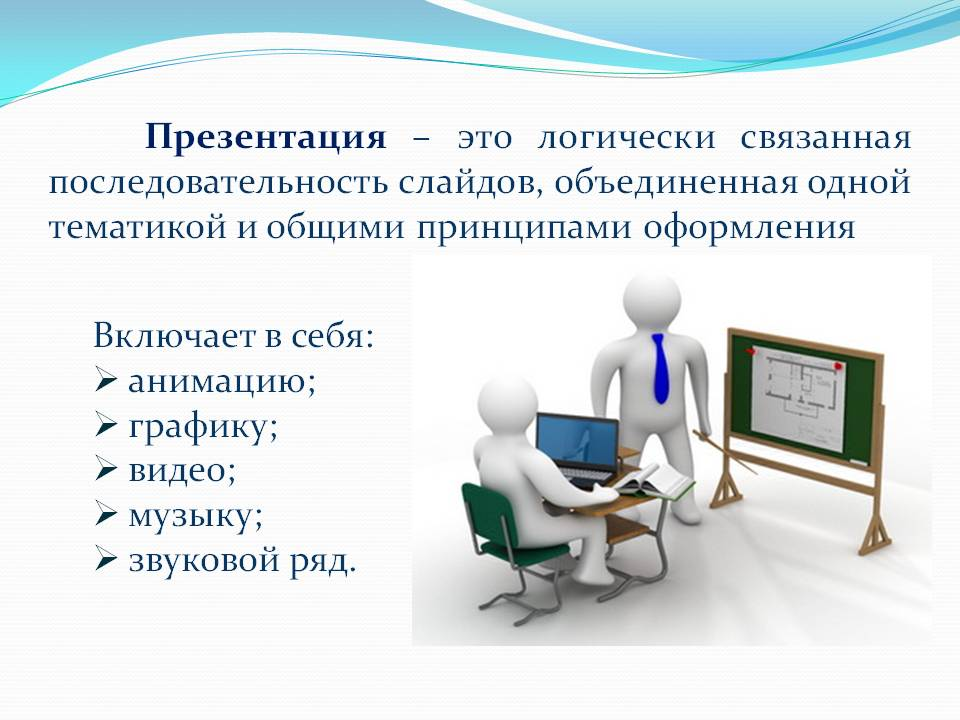 Презентация – это логически связанная
последовательность слайдов, объединенная одной
тематикой и общими принципами оформления
Включает в себя:
➢ анимацию;
➢ графику;
➢ видео;
➢ музыку;
➢ звуковой ряд.